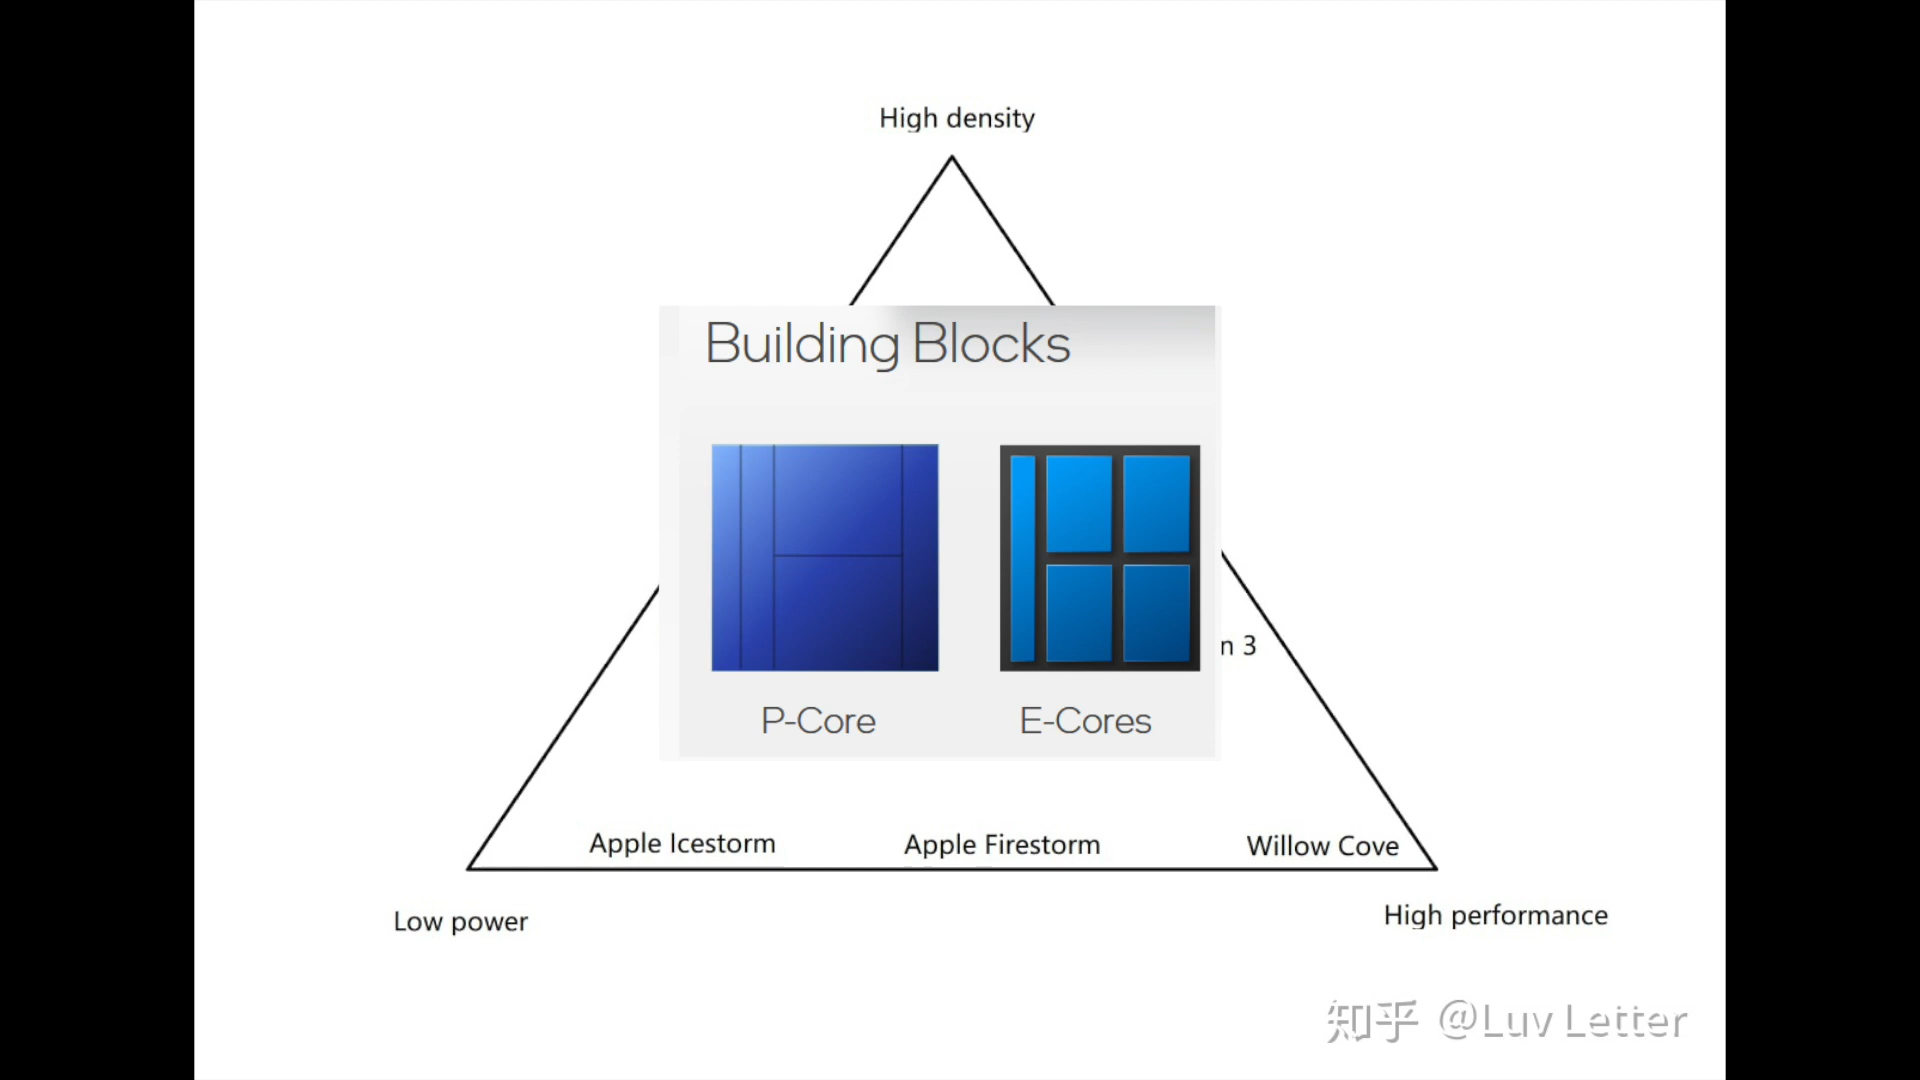 High density
Building Blocks
P-Core
E-Cores
n 3
Apple Icestorm
Apple Firestorm
Willow Cove
Low power
High performance
知乎 @Luv Letter